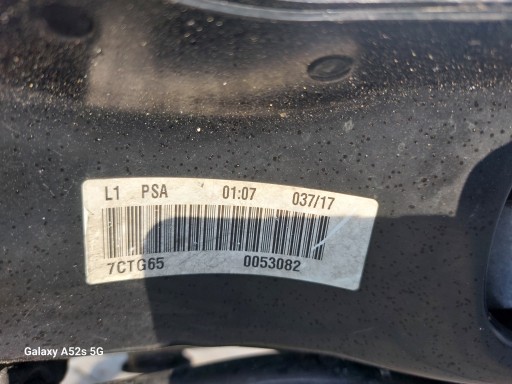 L1 PSA 01:07 037/17
7CTG65 0053082
Galaxy A52s 5G